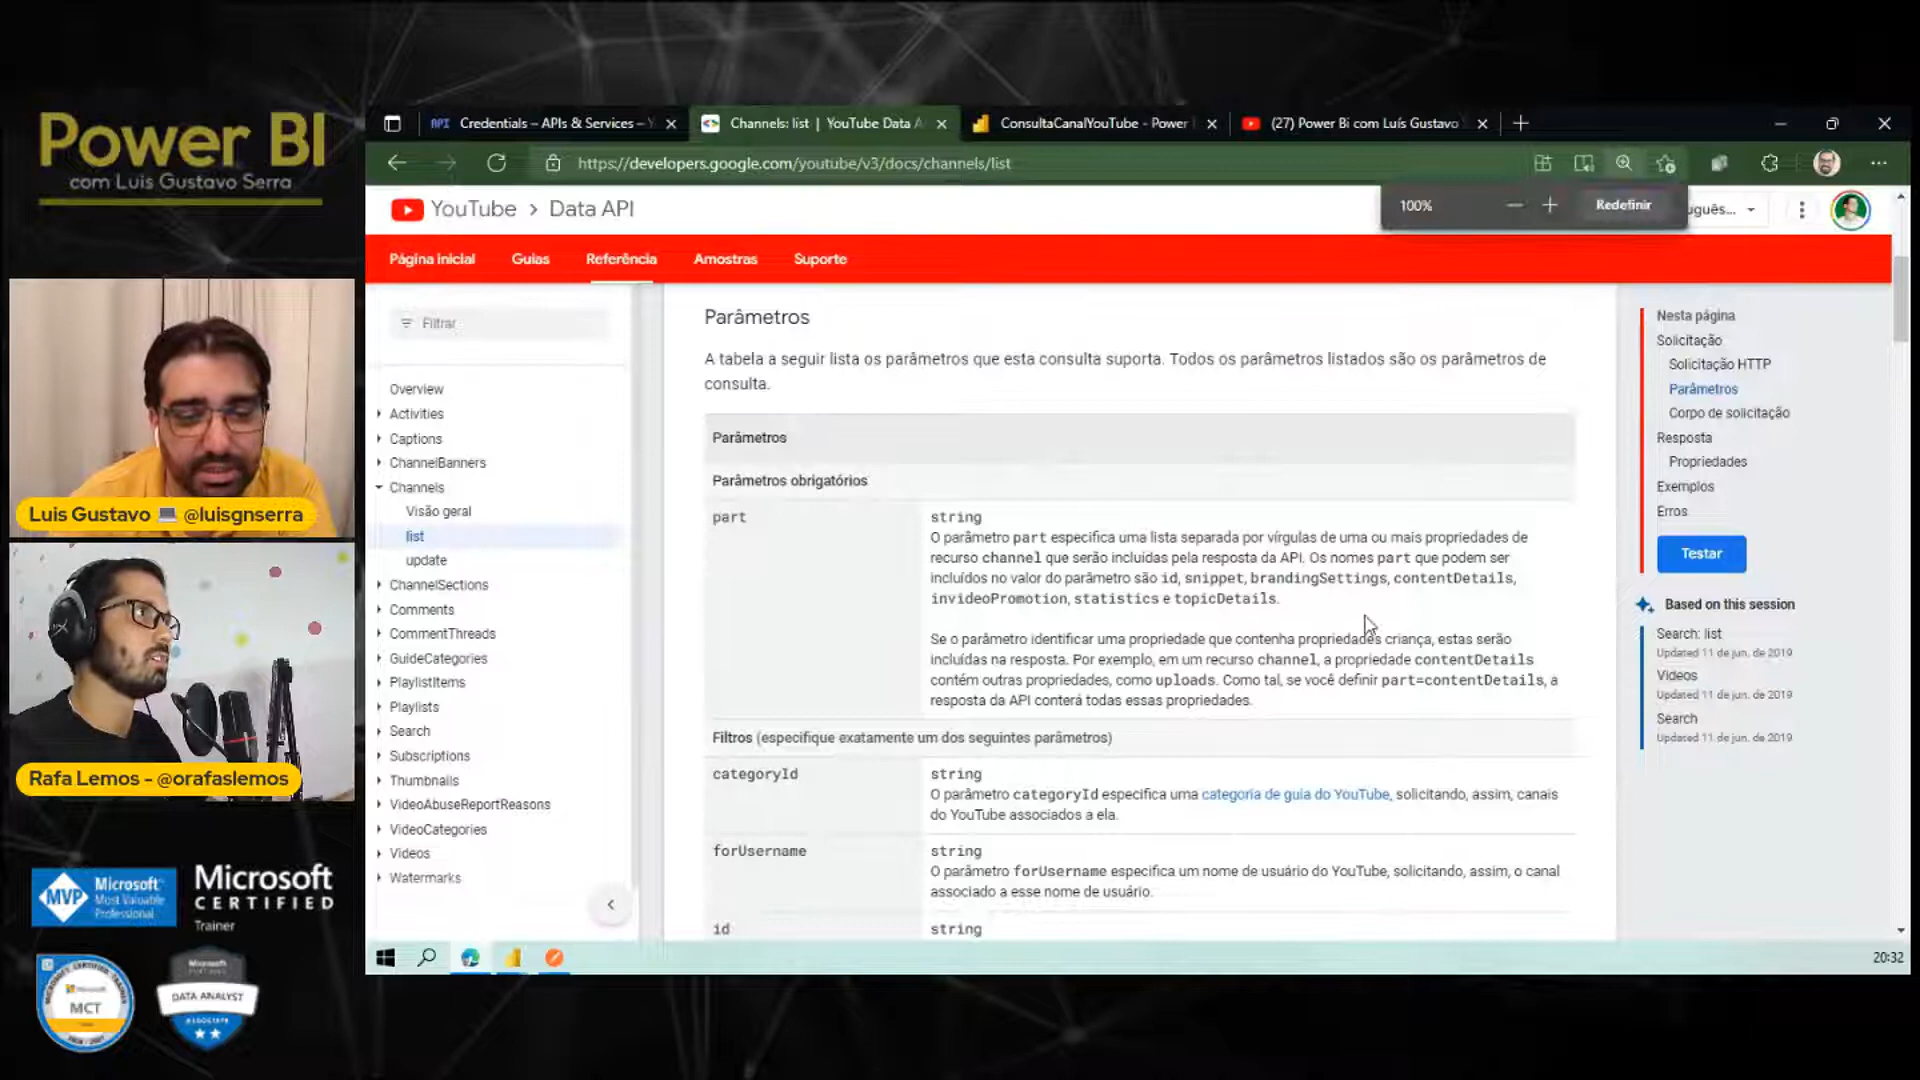 Power BI
com Luis Gustavo Serra
Luis Gustavo 💻 @luisgnserra
Rafa Lemos - @orafaslemos
MVP
Microsoft®
Most Valuable
Professional
Microsoft
CERTIFIED
Trainer
MCT
Microsoft
CERTIFIED
DATA ANALYST
ASSOCIATE
API Credentials – APIs & Services –
Channels: list | YouTube Data
ConsultaCanalYouTube - Power
(27) Power Bi com Luís Gustavo
https://developers.google.com/youtube/v3/docs/channels/list
100%
Redefinir
YouTube > Data API
uguês...
Página inicial
Guias
Referência
Amostras
Suporte
Filtrar
Overview
Activities
Captions
ChannelBanners
Channels
Visão geral
list
update
ChannelSections
Comments
CommentThreads
GuideCategories
PlaylistItems
Playlists
Search
Subscriptions
Thumbnails
VideoAbuseReportReasons
VideoCategories
Videos
Watermarks
Parâmetros
A tabela a seguir lista os parâmetros que esta consulta suporta. Todos os parâmetros listados são os parâmetros de
consulta.
Parâmetros
Parâmetros obrigatórios
part
string
O parâmetro part especifica uma lista separada por vírgulas de uma ou mais propriedades de
recurso channel que serão incluídas pela resposta da API. Os nomes part que podem ser
incluídos no valor do parâmetro são id, snippet, brandingSettings, contentDetails,
invideoPromotion, statistics e topicDetails.
Se o parâmetro identificar uma propriedade que contenha propriedades criança, estas serão
incluídas na resposta. Por exemplo, em um recurso channel, a propriedade contentDetails
contém outras propriedades, como uploads. Como tal, se você definir part=contentDetails, a
resposta da API conterá todas essas propriedades.
Filtros (especifique exatamente um dos seguintes parâmetros)
categoryId
string
O parâmetro categoryId especifica uma categoria de guia do YouTube, solicitando, assim, canais
do YouTube associados a ela.
forUsername
string
O parâmetro forUsername especifica um nome de usuário do YouTube, solicitando, assim, o canal
associado a esse nome de usuário.
id
string
Nesta página
Solicitação
Solicitação HTTP
Parâmetros
Corpo de solicitação
Resposta
Propriedades
Exemplos
Erros
Testar
Based on this session
Search: list
Updated 11 de jun. de 2019
Videos
Updated 11 de jun. de 2019
Search
Updated 11 de jun. de 2019
20:32